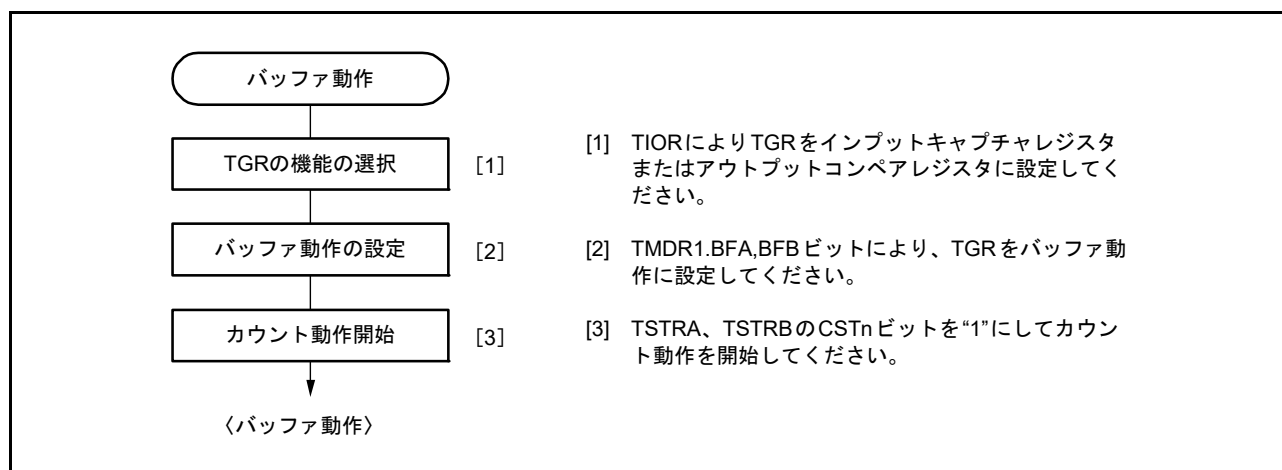 バッファ動作
TGRの機能の選択 [1]
バッファ動作の設定 [2]
カウント動作開始 [3]
〈バッファ動作〉
[1] TIORによりTGRをインプットキャプチャレジスタ
またはアウトプットコンペアレジスタに設定してく
ださい。
[2] TMDR1.BFA,BFBビットにより、TGRをバッファ動
作に設定してください。
[3] TSTRA、TSTRBのCSTnビットを“1”にしてカウン
ト動作を開始してください。